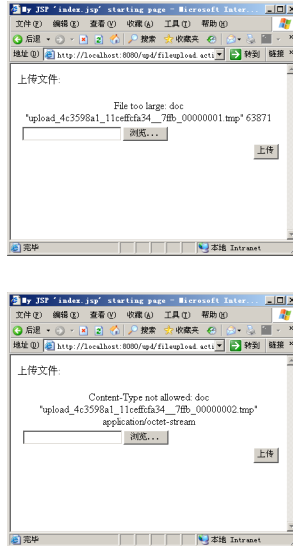 My JSP 'index.jsp' starting page - Microsoft Inter...
文件(F) 编辑(E) 查看(V) 收藏(A) 工具(T) 帮助(H)
后退 搜索 收藏夹
地址(D) http://localhost:8080/upd/fileupload.acti 转到 链接 »
上传文件:
File too large: doc
"upload_4c3598a1_11ceffcfa34__7ffb_00000001.tmp" 63871
浏览...
上传
完毕 本地 Intranet
My JSP 'index.jsp' starting page - Microsoft Inter...
文件(F) 编辑(E) 查看(V) 收藏(A) 工具(T) 帮助(H)
后退 搜索 收藏夹
地址(D) http://localhost:8080/upd/fileupload.acti 转到 链接 »
上传文件:
Content-Type not allowed: doc
"upload_4c3598a1_11ceffcfa34__7ffb_00000002.tmp"
application/octet-stream
浏览...
上传
完毕 本地 Intranet